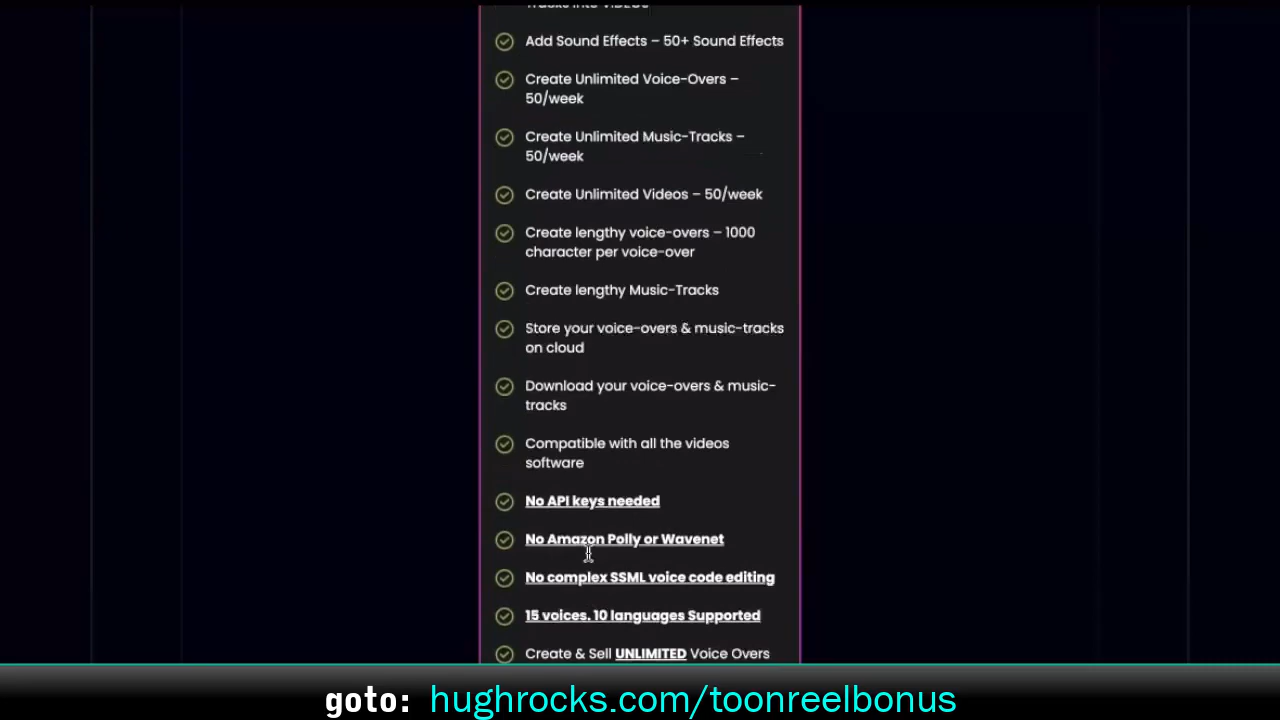 Tracks into VIDEOS
Add Sound Effects – 50+ Sound Effects
Create Unlimited Voice-Overs –
50/week
Create Unlimited Music-Tracks –
50/week
Create Unlimited Videos – 50/week
Create lengthy voice-overs – 1000
character per voice-over
Create lengthy Music-Tracks
Store your voice-overs & music-tracks
on cloud
Download your voice-overs & music-
tracks
Compatible with all the videos
software
No API keys needed
No Amazon Polly or Wavenet
No complex SSML voice code editing
15 voices. 10 languages Supported
Create & Sell UNLIMITED Voice Overs
goto: hughrocks.com/toonreelbonus